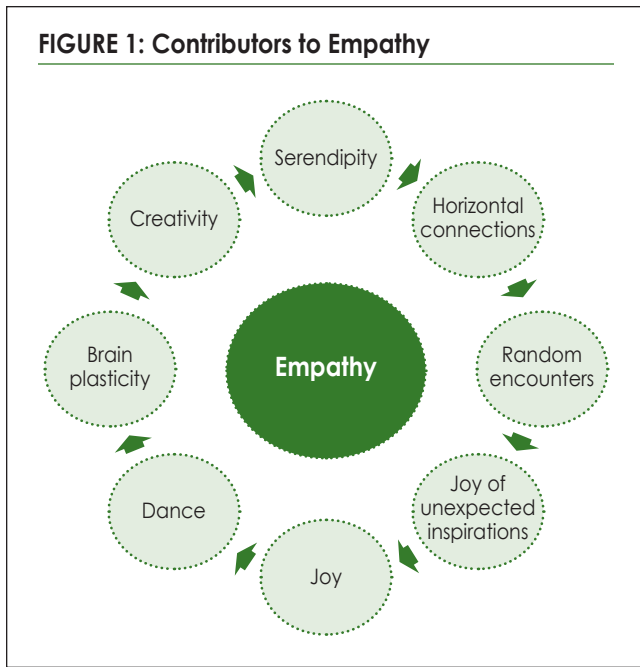 FIGURE 1: Contributors to Empathy
Serendipity
Horizontal
connections
Random
encounters
Joy of
unexpected
inspirations
Joy
Dance
Brain
plasticity
Creativity
Empathy